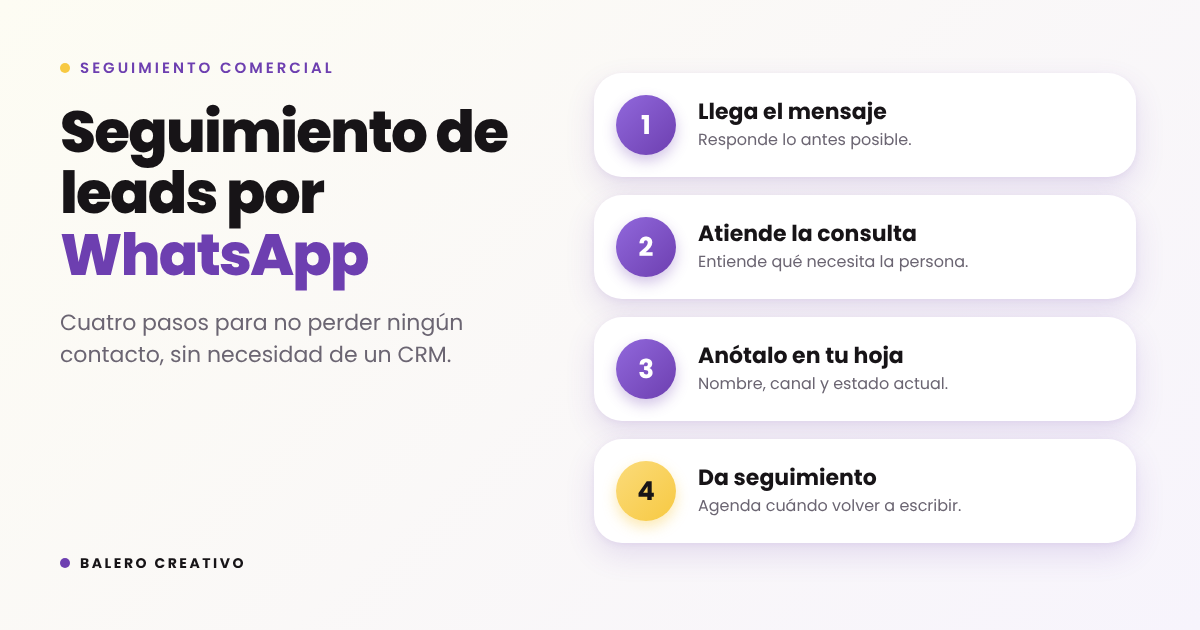 SEGUIMIENTO COMERCIAL
Seguimiento de
leads por
WhatsApp
Cuatro pasos para no perder ningún
contacto, sin necesidad de un CRM.
BALERO CREATIVO
1
Llega el mensaje
Responde lo antes posible.
2
Atiende la consulta
Entiende qué necesita la persona.
3
Anótalo en tu hoja
Nombre, canal y estado actual.
4
Da seguimiento
Agenda cuándo volver a escribir.